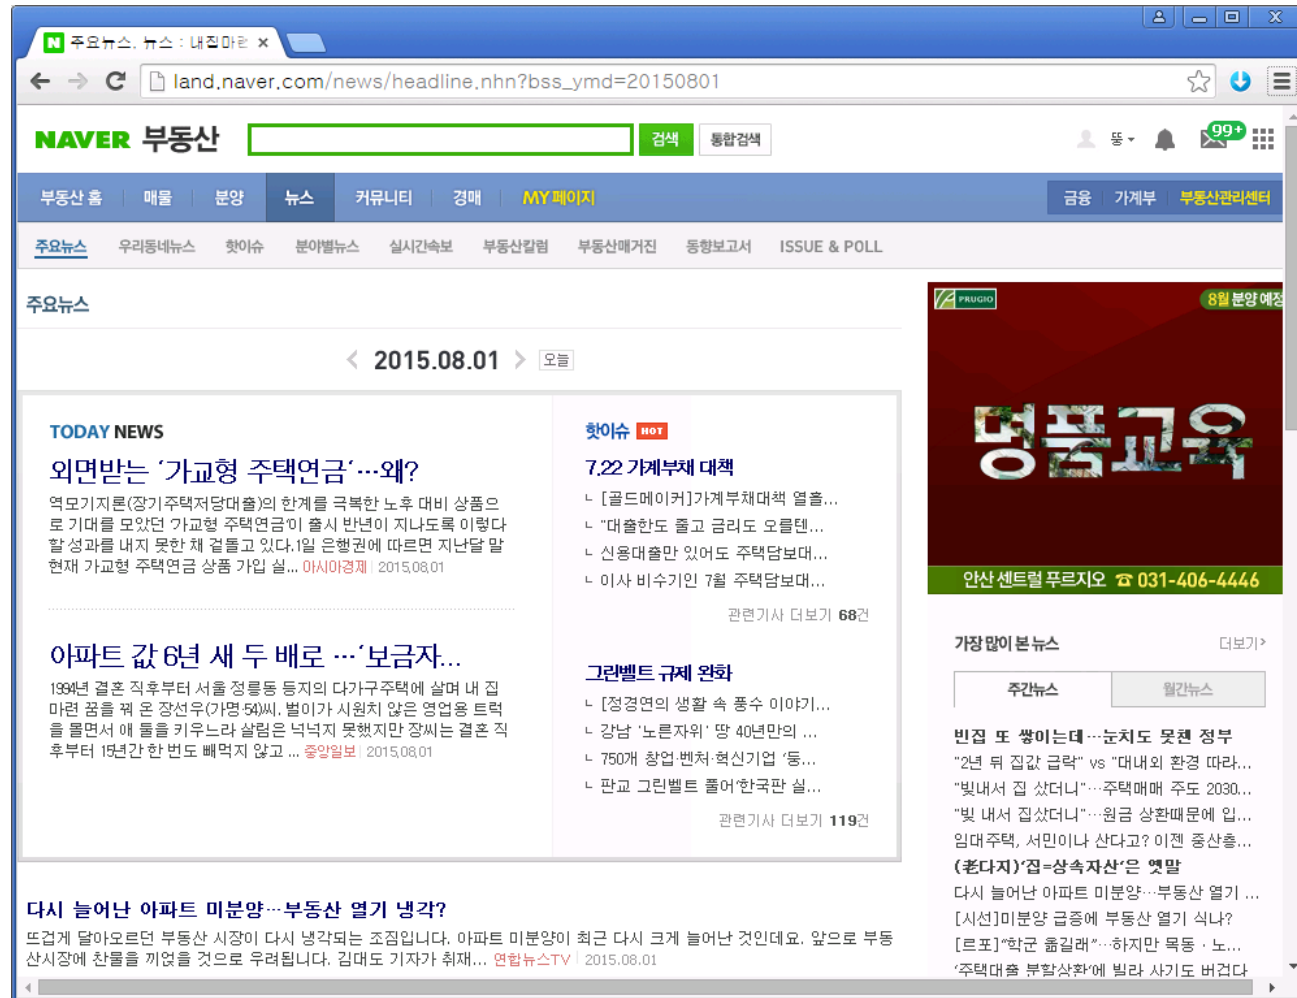 주요뉴스, 뉴스 : 내집마련
land.naver.com/news/headline.nhn?bss_ymd=20150801
NAVER 부동산
검색
통합검색
뚱
99+
부동산 홈
매물
분양
뉴스
커뮤니티
경매
MY페이지
금융
가계부
부동산관리센터
주요뉴스
우리동네뉴스
핫이슈
분야별뉴스
실시간속보
부동산칼럼
부동산매거진
동향보고서
ISSUE & POLL
주요뉴스
2015.08.01
오늘
TODAY NEWS
외면받는 '가교형 주택연금'…왜?
역모기지론(장기주택저당대출)의 한계를 극복한 노후 대비 상품으
로 기대를 모았던 '가교형 주택연금'이 출시 반년이 지나도록 이렇다
할 성과를 내지 못한 채 겉돌고 있다.1일 은행권에 따르면 지난달 말
현재 가교형 주택연금 상품 가입 실... 아시아경제 | 2015.08.01
아파트 값 6년 새 두 배로 …'보금자...
1994년 결혼 직후부터 서울 정릉동 등지의 다가구주택에 살며 내 집
마련 꿈을 꿔 온 장선우(가명·54)씨. 벌이가 시원치 않은 영업용 트럭
을 몰면서 애 둘을 키우느라 살림은 넉넉지 못했지만 장씨는 결혼 직
후부터 15년간 한 번도 빼먹지 않고 ... 중앙일보 | 2015.08.01
핫이슈 HOT
7.22 가계부채 대책
ㄴ [골드메이커]가계부채대책 열흘...
ㄴ "대출한도 줄고 금리도 오를텐...
ㄴ 신용대출만 있어도 주택담보대...
ㄴ 이사 비수기인 7월 주택담보대...
관련기사 더보기 68건
그린벨트 규제 완화
ㄴ [정경연의 생활 속 풍수 이야기...
ㄴ 강남 '노른자위' 땅 40년만의 ...
ㄴ 750개 창업·벤처·혁신기업 '둥...
ㄴ 판교 그린벨트 풀어'한국판 실...
관련기사 더보기 119건
다시 늘어난 아파트 미분양…부동산 열기 냉각?
뜨겁게 달아오르던 부동산 시장이 다시 냉각되는 조짐입니다. 아파트 미분양이 최근 다시 크게 늘어난 것인데요. 앞으로 부동
산시장에 찬물을 끼얹을 것으로 우려됩니다. 김대도 기자가 취재... 연합뉴스TV | 2015.08.01
PRUGIO
8월 분양 예정
명품교육
안산 센트럴 푸르지오 ☎ 031-406-4446
가장 많이 본 뉴스
더보기>
주간뉴스
월간뉴스
빈집 또 쌓이는데…눈치도 못챈 정부
"2년 뒤 집값 급락" vs "대내외 환경 따라...
"빚내서 집 샀더니"…주택매매 주도 2030...
"빚 내서 집샀더니"…원금 상환때문에 입...
임대주택, 서민이나 산다고? 이젠 중산층...
(老다지)'집=상속자산'은 옛말
다시 늘어난 아파트 미분양…부동산 열기 ...
[시선]미분양 급증에 부동산 열기 식나?
[르포]"학군 옮길래"…하지만 목동·노...
'주택대출 분할상환'에 빌라 사기도 버겁다